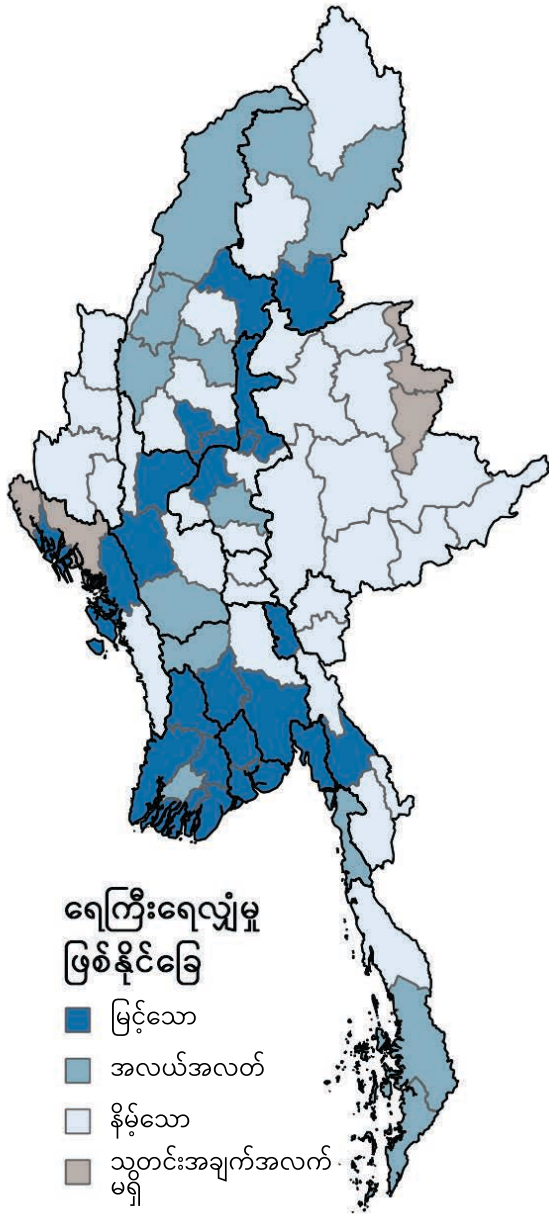 ရေကြီးရေလျှံမှု
ဖြစ်နိုင်ခြေ
မြင့်သော
အလယ်အလတ်
နိမ့်သော
သတင်းအချက်အလက်
မရှိ